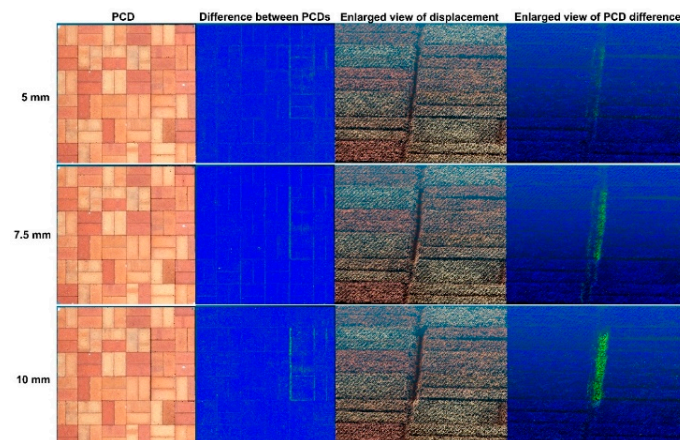 PCD Difference between PCDs Enlarged view of displacement Enlarged view of PCD difference
5 mm
7.5 mm
10 mm